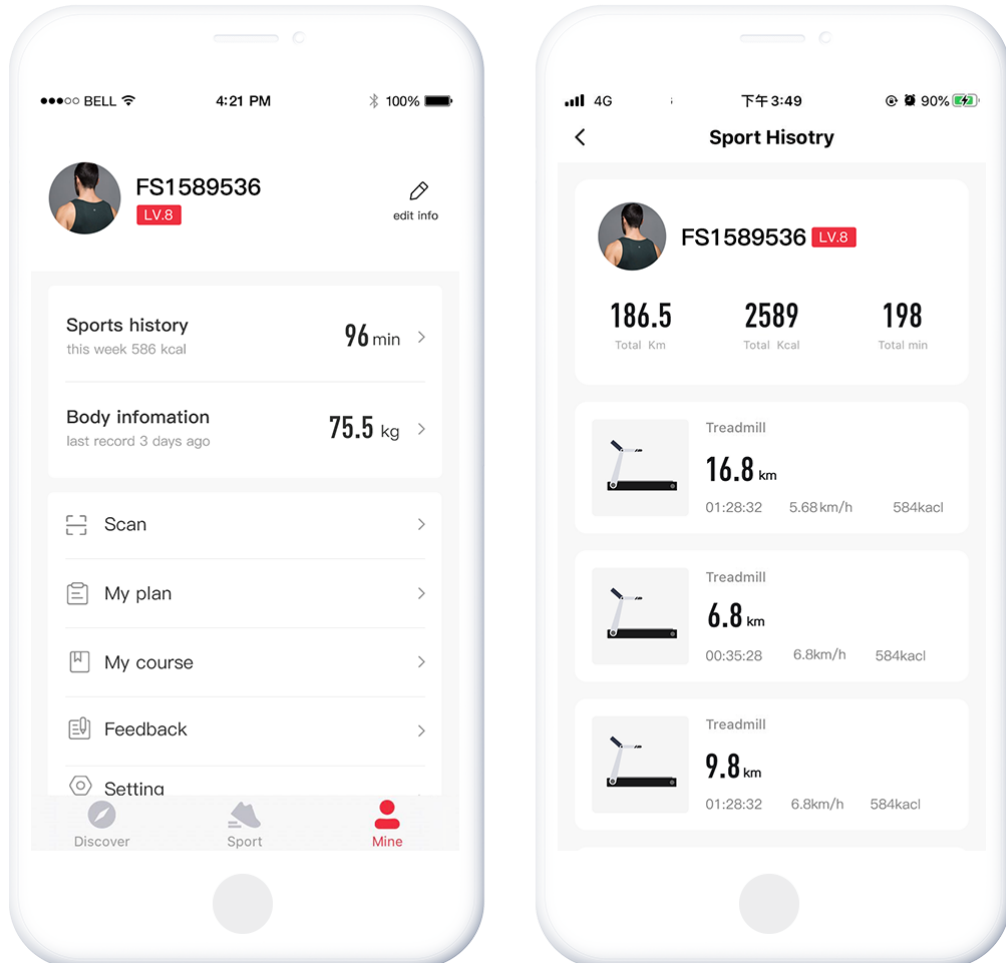 BELL 4:21 PM 100%
FS1589536
LV.8
edit info
Sports history
this week 586 kcal
96 min
Body infomation
last record 3 days ago
75.5 kg
Scan
My plan
My course
Feedback
Setting
Discover Sport Mine
4G 下午3:49 90%
Sport Hisotry
FS1589536 LV.8
186.5 2589 198
Total Km Total Kcal Total min
Treadmill
16.8 km
01:28:32 5.68km/h 584kacl
Treadmill
6.8 km
00:35:28 6.8km/h 584kacl
Treadmill
9.8 km
01:28:32 6.8km/h 584kacl